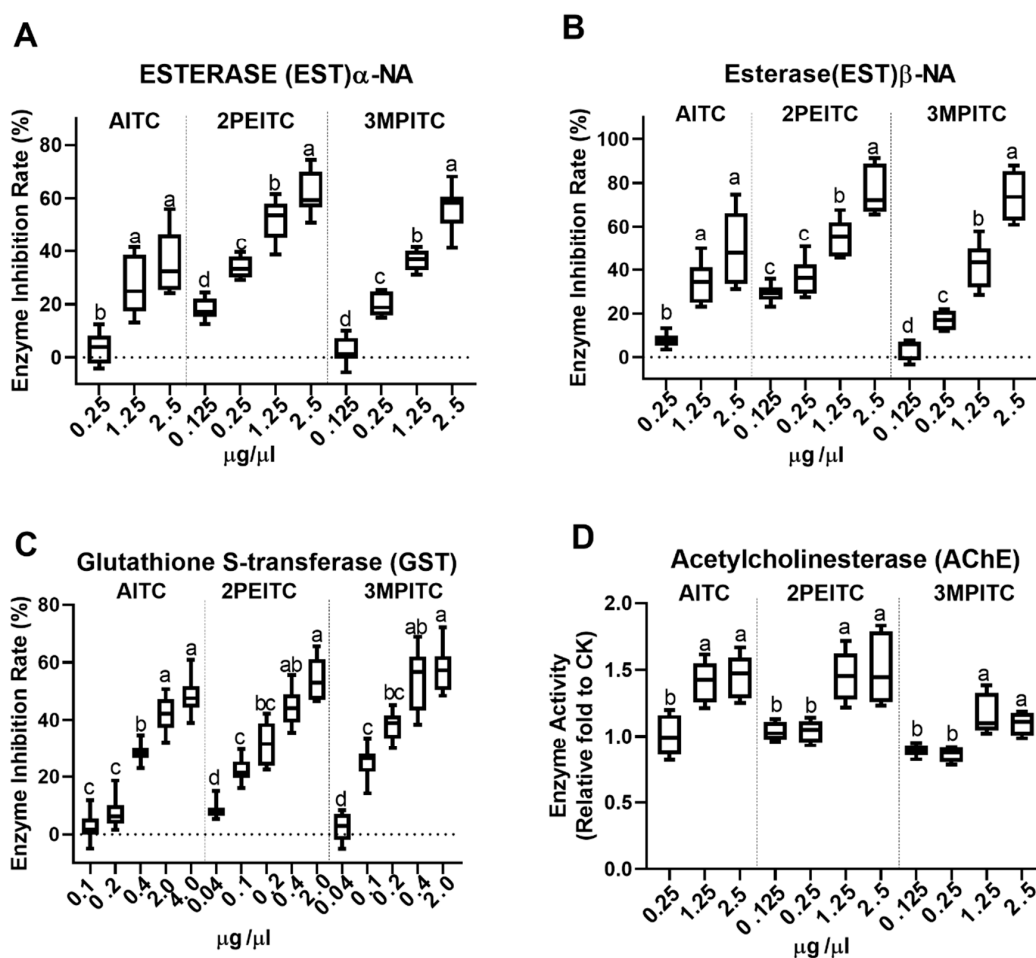 A
ESTERASE (EST)α-NA
AITC 2PEITC 3MPITC
Enzyme Inhibition Rate (%)
80
60
40
20
0
b a a d c b a d c b a
0.25 1.25 2.5 0.125 0.25 1.25 2.5 0.125 0.25 1.25 2.5
μg/μl
B
Esterase(EST)β-NA
AITC 2PEITC 3MPITC
Enzyme Inhibition Rate (%)
100
80
60
40
20
0
b a a c c b a d c b a
0.25 1.25 2.5 0.125 0.25 1.25 2.5 0.125 0.25 1.25 2.5
μg/μl
C
Glutathione S-transferase (GST)
AITC 2PEITC 3MPITC
Enzyme Inhibition Rate (%)
80
60
40
20
0
c c b a a d c bc ab a d c bc ab a
0.1 0.2 0.4 2.0 4.0 0.04 0.1 0.2 0.4 2.0 0.04 0.1 0.2 0.4 2.0
μg/μl
D
Acetylcholinesterase (AChE)
AITC 2PEITC 3MPITC
Enzyme Activity
(Relative fold to CK)
2.0
1.5
1.0
0.5
0.0
b a a b b a a b b a a
0.25 1.25 2.5 0.125 0.25 1.25 2.5 0.125 0.25 1.25 2.5
μg/μl